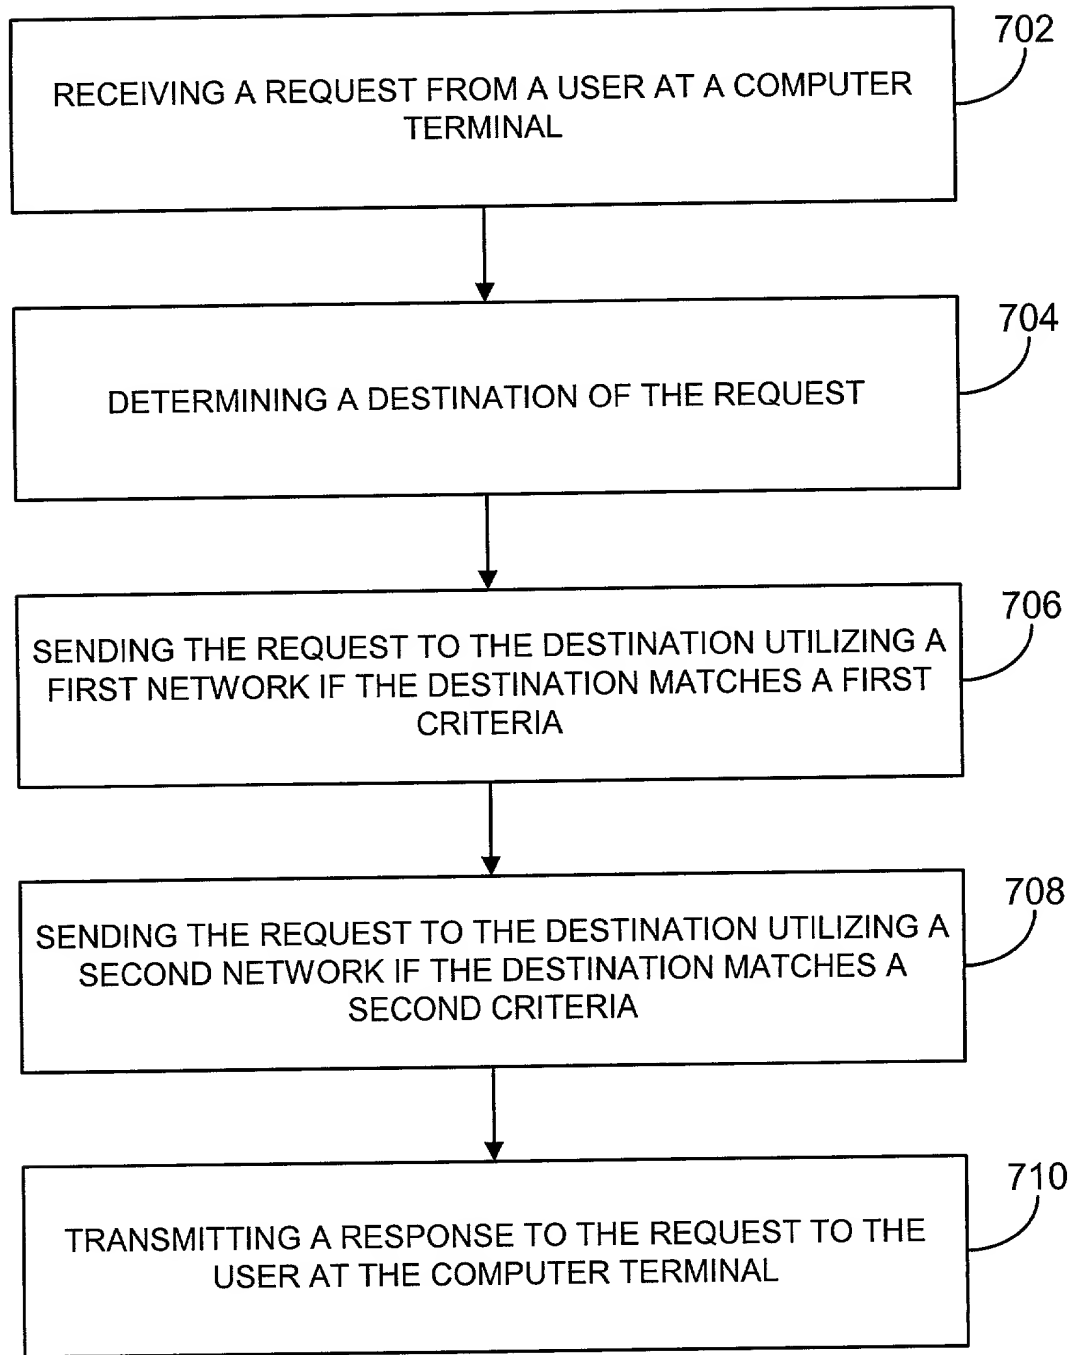 702
RECEIVING A REQUEST FROM A USER AT A COMPUTER
TERMINAL
704
DETERMINING A DESTINATION OF THE REQUEST
706
SENDING THE REQUEST TO THE DESTINATION UTILIZING A
FIRST NETWORK IF THE DESTINATION MATCHES A FIRST
CRITERIA
708
SENDING THE REQUEST TO THE DESTINATION UTILIZING A
SECOND NETWORK IF THE DESTINATION MATCHES A
SECOND CRITERIA
710
TRANSMITTING A RESPONSE TO THE REQUEST TO THE
USER AT THE COMPUTER TERMINAL